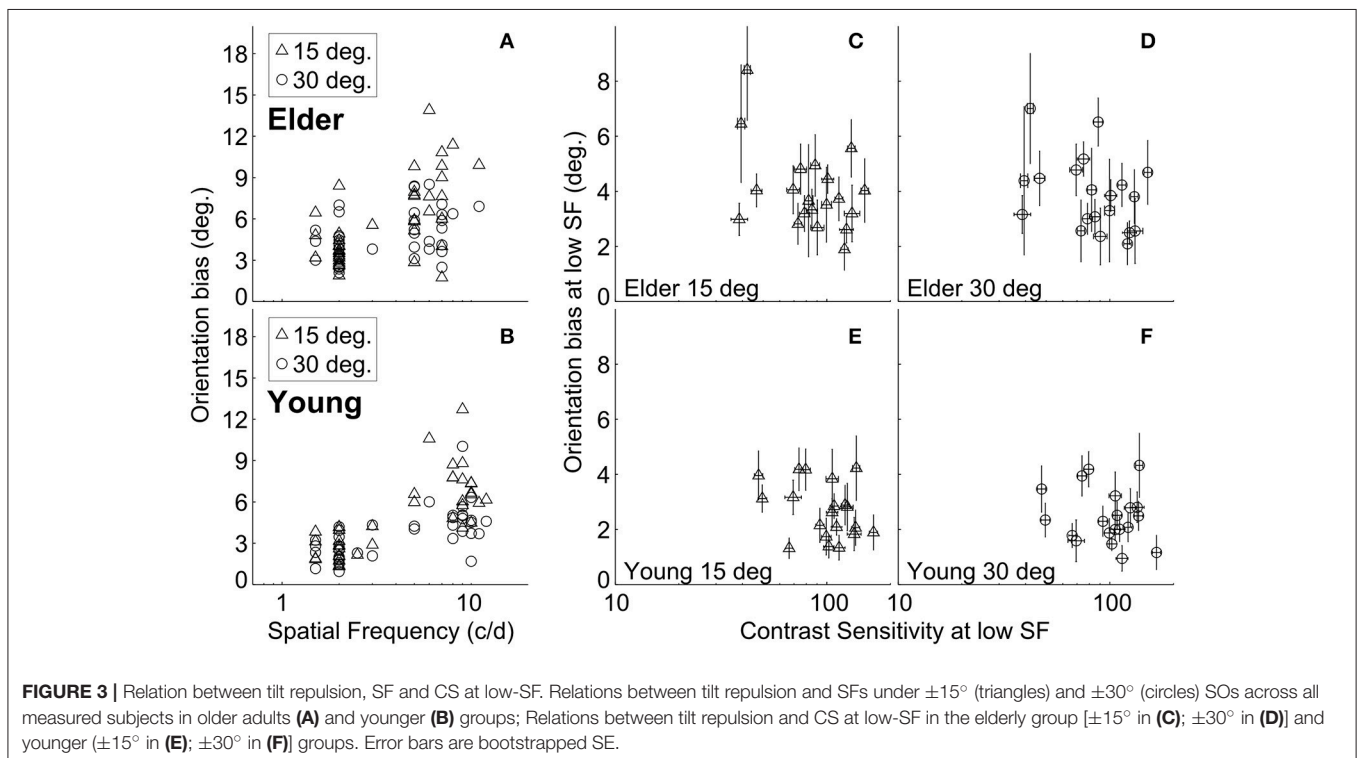 A
△ 15 deg.
○ 30 deg.
Elder
18
15
12
9
6
3
0
Orientation bias (deg.)
B
△ 15 deg.
○ 30 deg.
Young
18
15
12
9
6
3
0
1
10
Spatial Frequency (c/d)
C
8
6
4
2
0
Elder 15 deg
D
Elder 30 deg
Orientation bias at low SF (deg.)
E
8
6
4
2
0
Young 15 deg
F
Young 30 deg
10
100
10
100
Contrast Sensitivity at low SF
FIGURE 3 | Relation between tilt repulsion, SF and CS at low-SF. Relations between tilt repulsion and SFs under ±15° (triangles) and ±30° (circles) SOs across all
measured subjects in older adults (A) and younger (B) groups; Relations between tilt repulsion and CS at low-SF in the elderly group [±15° in (C); ±30° in (D)] and
younger (±15° in (E); ±30° in (F)] groups. Error bars are bootstrapped SE.